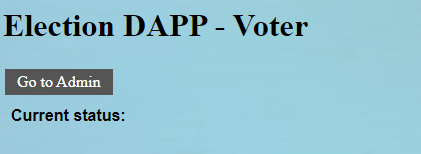 Election DAPP - Voter
Go to Admin
Current status: